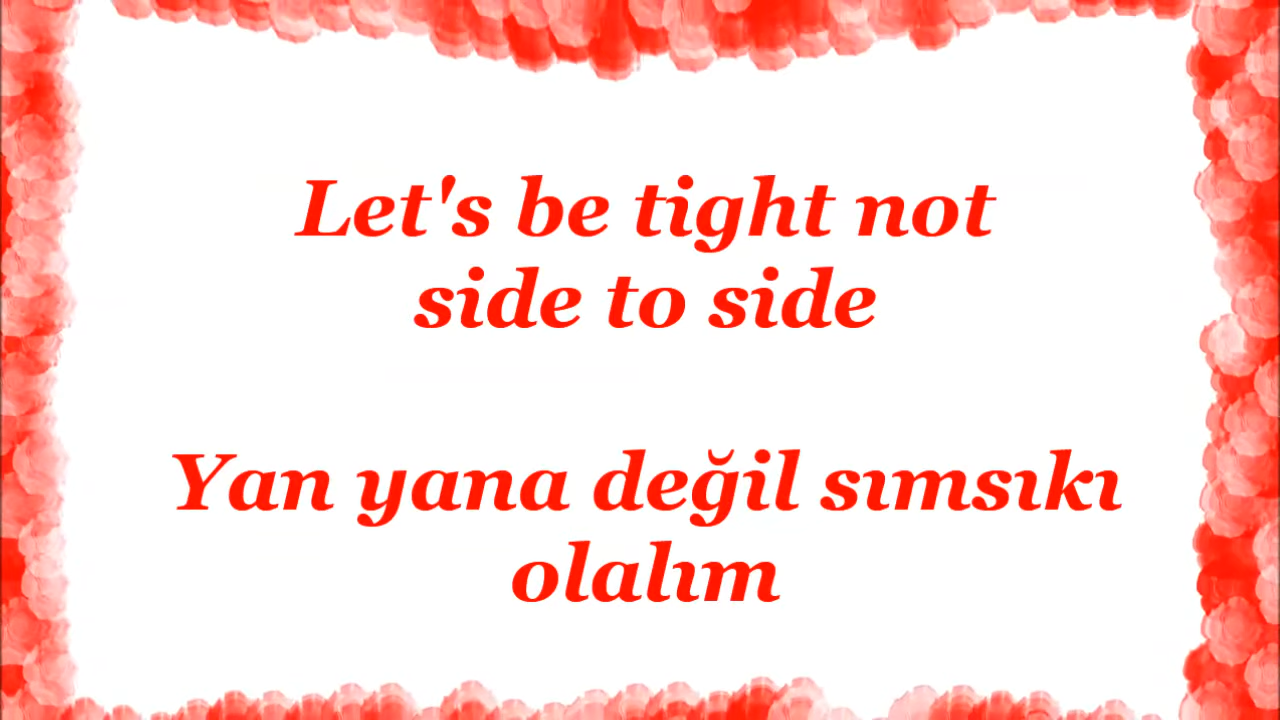 Let's be tight not
side to side
Yan yana değil sımsıkı
olalım